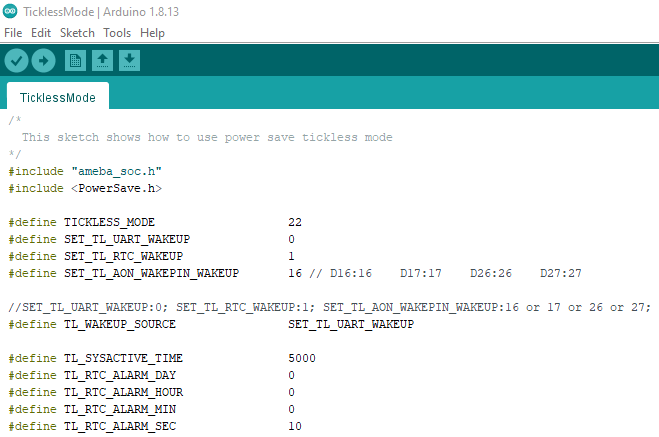 TicklessMode | Arduino 1.8.13
File Edit Sketch Tools Help
TicklessMode
/*
  This sketch shows how to use power save tickless mode
*/
#include "ameba_soc.h"
#include <PowerSave.h>

#define TICKLESS_MODE                   22
#define SET_TL_UART_WAKEUP              0
#define SET_TL_RTC_WAKEUP               1
#define SET_TL_AON_WAKEPIN_WAKEUP       16 // D16:16    D17:17    D26:26    D27:27

//SET_TL_UART_WAKEUP:0; SET_TL_RTC_WAKEUP:1; SET_TL_AON_WAKEPIN_WAKEUP:16 or 17 or 26 or 27;
#define TL_WAKEUP_SOURCE                SET_TL_UART_WAKEUP

#define TL_SYSACTIVE_TIME               5000
#define TL_RTC_ALARM_DAY                0
#define TL_RTC_ALARM_HOUR               0
#define TL_RTC_ALARM_MIN                0
#define TL_RTC_ALARM_SEC                10